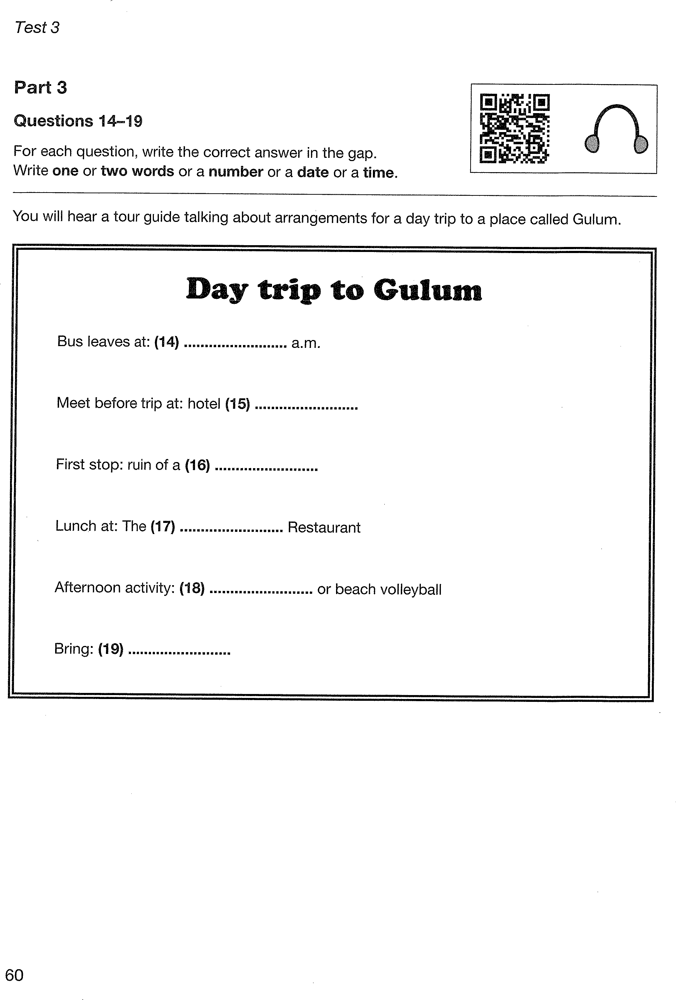 Test 3
Part 3
Questions 14–19
For each question, write the correct answer in the gap.
Write one or two words or a number or a date or a time.
You will hear a tour guide talking about arrangements for a day trip to a place called Gulum.
Day trip to Gulum
Bus leaves at: (14) ........................ a.m.
Meet before trip at: hotel (15) ........................
First stop: ruin of a (16) ........................
Lunch at: The (17) ........................ Restaurant
Afternoon activity: (18) ........................ or beach volleyball
Bring: (19) ........................
60